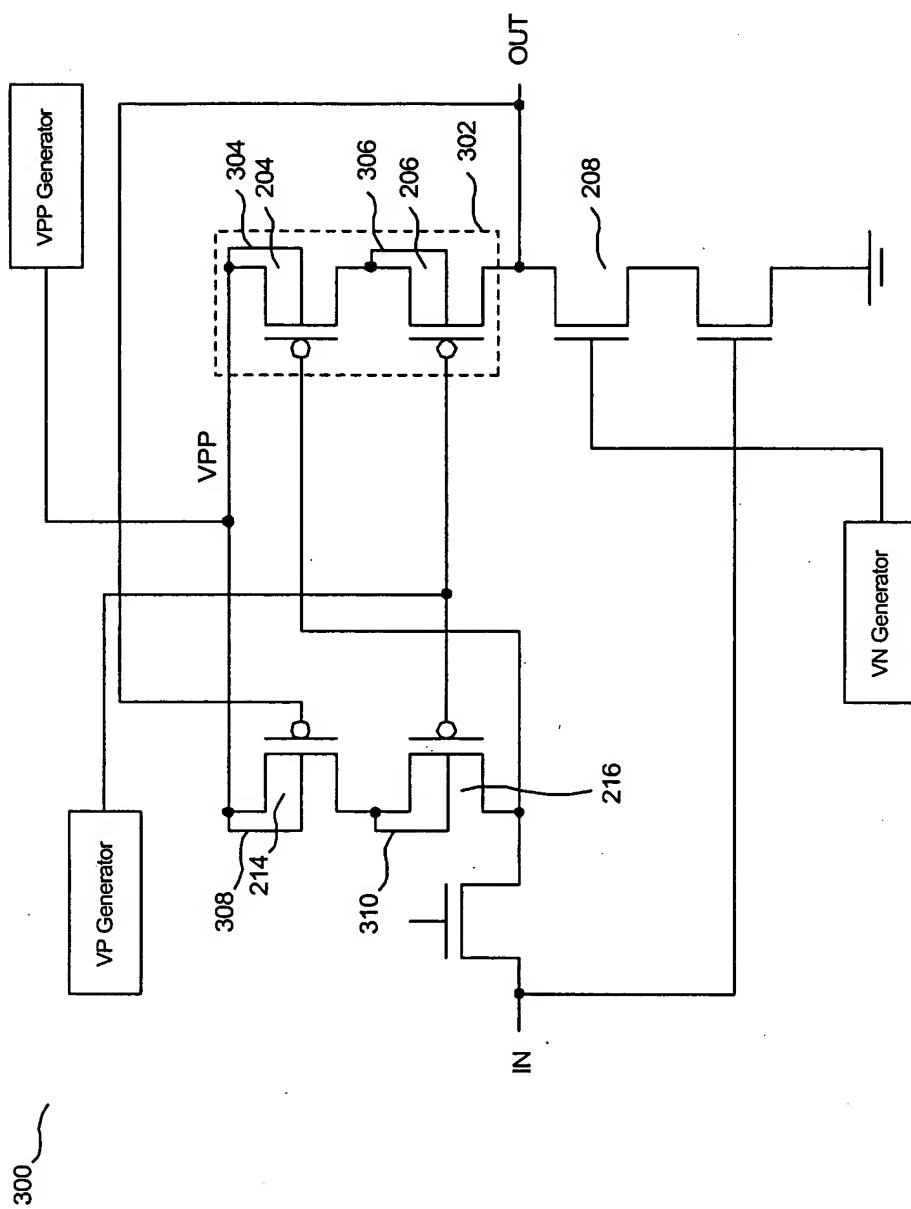 VPP Generator
OUT
304
204
306
206
302
208
VPP
VP Generator
308
214
310
216
VN Generator
IN
300